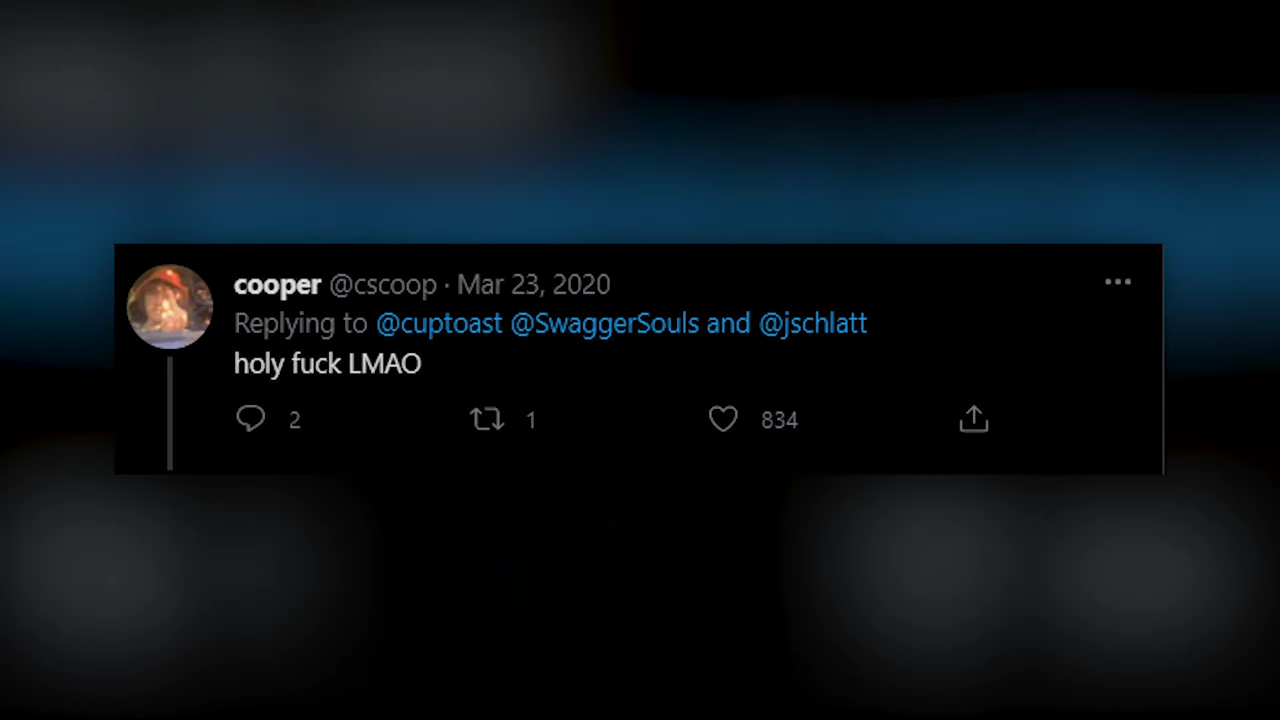 cooper @cscoop · Mar 23, 2020
Replying to @cuptoast @SwaggerSouls and @jschlatt
holy fuck LMAO
2 1 834